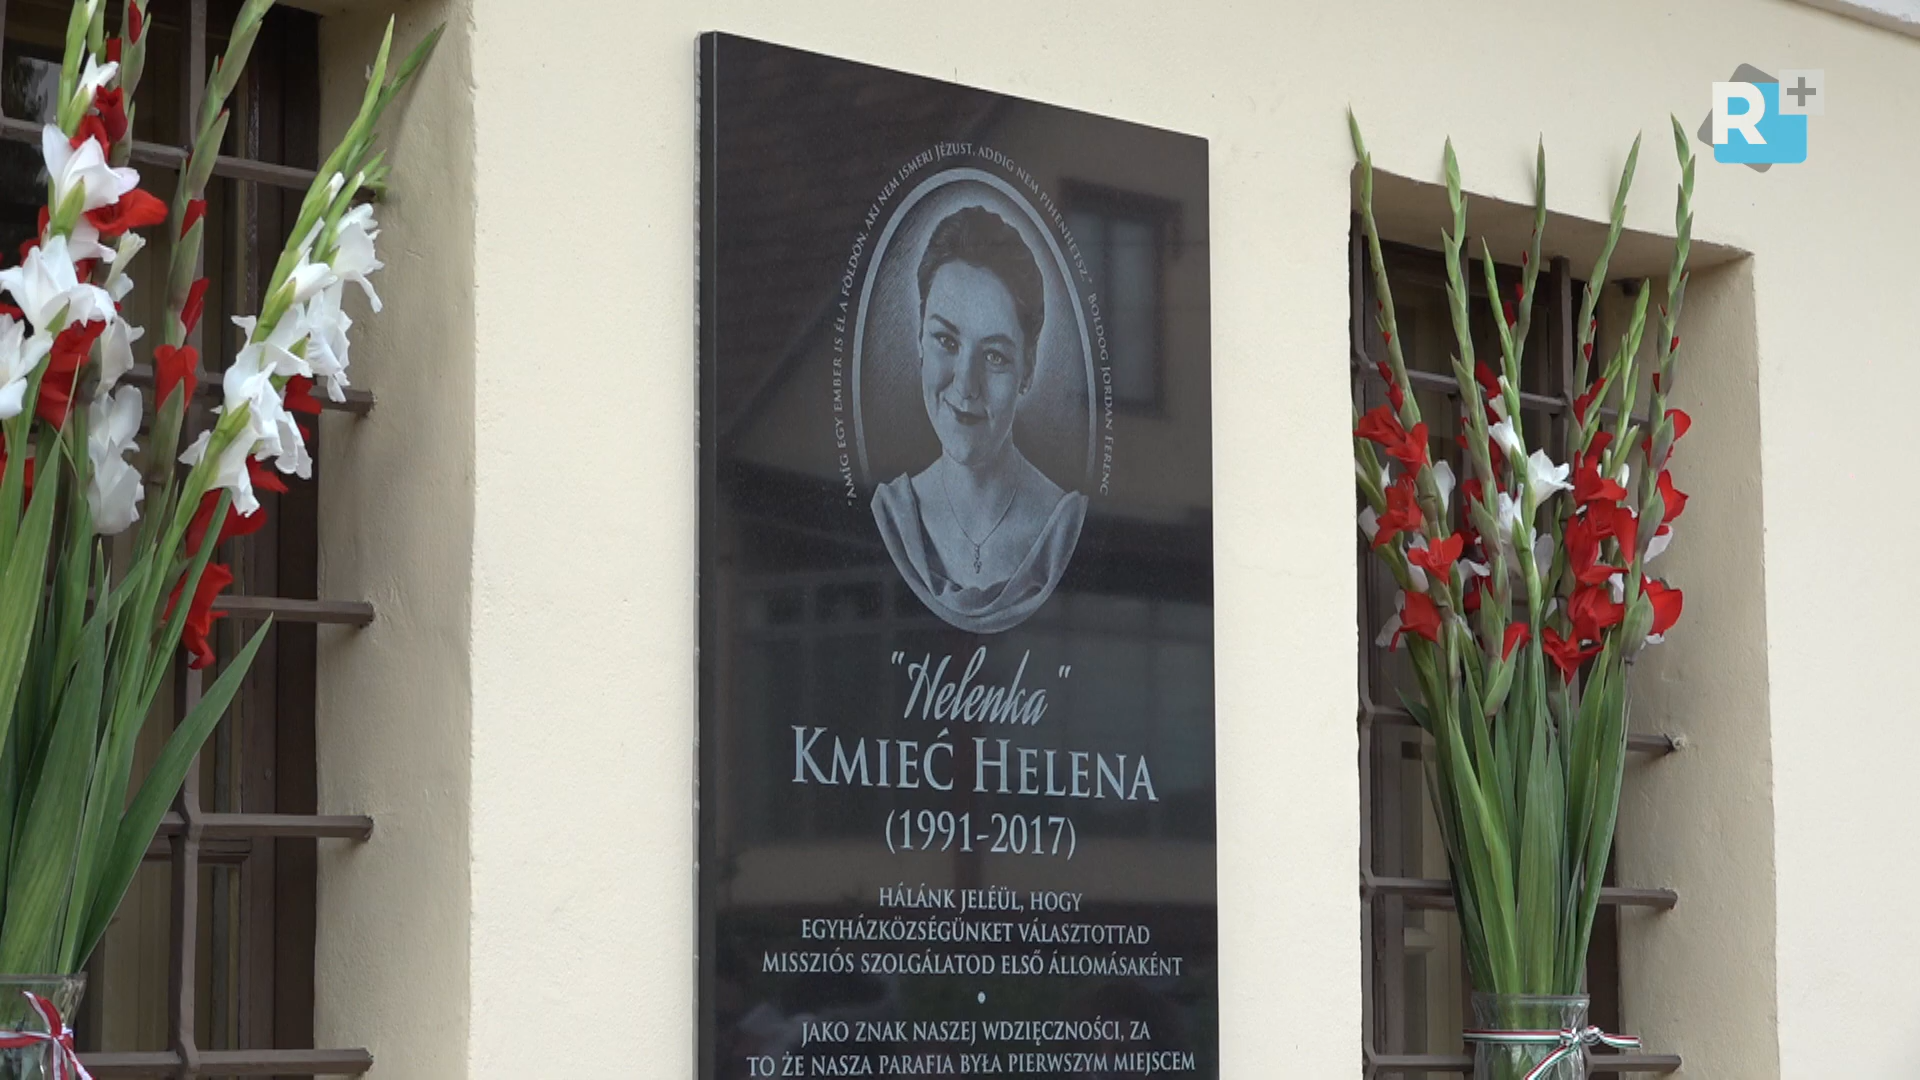 R+
"AMÍG EGY EMBER IS ÉL A FÖLDÖN, AKI NEM ISMERI JÉZUST, ADDIG NEM PIHENHETSZ." BOLDOG JORDÁN FERENC
"Helenka"
KMIEĆ HELENA
(1991-2017)
HÁLÁNK JELÉÜL, HOGY
EGYHÁZKÖZSÉGÜNKET VÁLASZTOTTAD
MISSZIÓS SZOLGÁLATOD ELSŐ ÁLLOMÁSAKÉNT
•
JAKO ZNAK NASZEJ WDZIĘCZNOŚCI, ZA
TO ŻE NASZA PARAFIA BYŁA PIERWSZYM MIEJSCEM